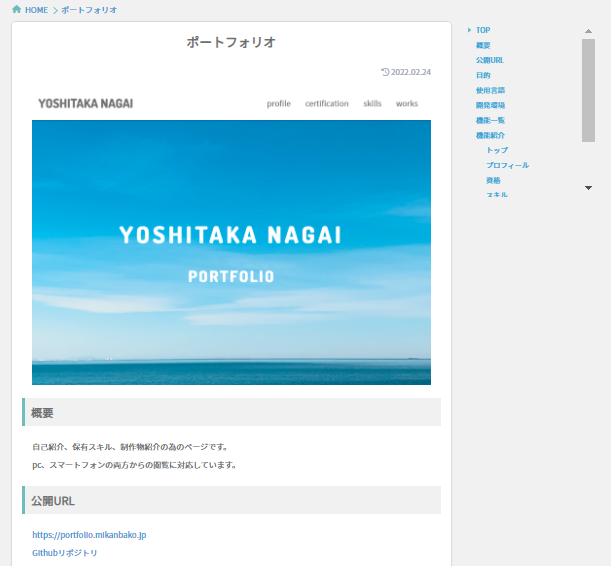 HOME > ポートフォリオ
ポートフォリオ
2022.02.24
YOSHITAKA NAGAI
profile certification skills works
YOSHITAKA NAGAI
PORTFOLIO
概要
自己紹介、保有スキル、制作物紹介の為のページです。
pc、スマートフォンの両方からの閲覧に対応しています。
公開URL
https://portfolio.mikanbako.jp
Githubリポジトリ
TOP
概要
公開URL
目的
使用言語
開発環境
機能一覧
機能紹介
トップ
プロフィール
資格
スキル